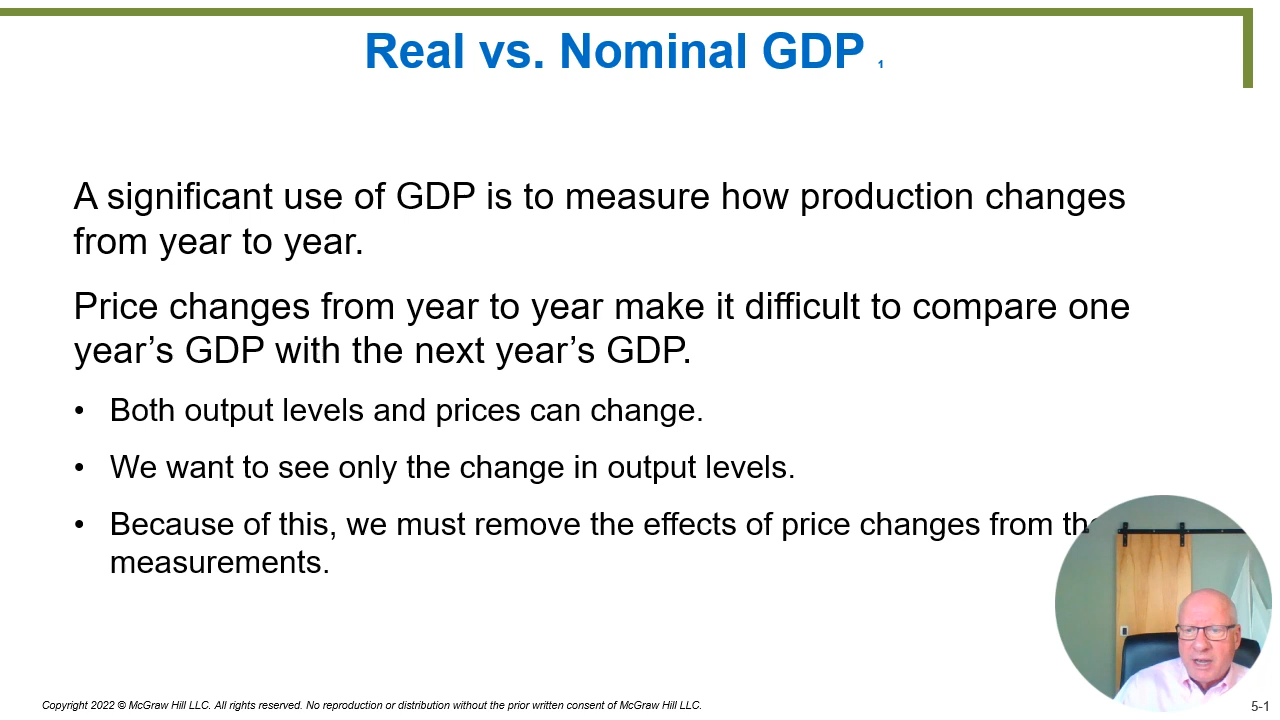 Real vs. Nominal GDP 1
A significant use of GDP is to measure how production changes
from year to year.
Price changes from year to year make it difficult to compare one
year’s GDP with the next year’s GDP.
• Both output levels and prices can change.
• We want to see only the change in output levels.
• Because of this, we must remove the effects of price changes from the
measurements.
Copyright 2022 © McGraw Hill LLC. All rights reserved. No reproduction or distribution without the prior written consent of McGraw Hill LLC.
5-1